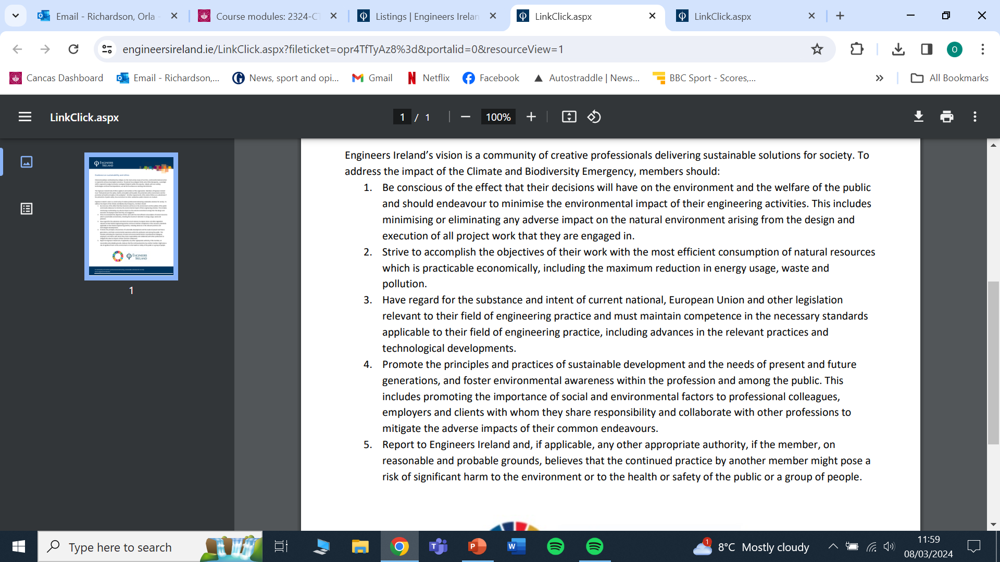 Email - Richardson, Orla -
Course modules: 2324-CT
Listings | Engineers Irelan
LinkClick.aspx
LinkClick.aspx
engineersireland.ie/LinkClick.aspx?fileticket=opr4TfTyAz8%3d&portalid=0&resourceView=1
O
Cancas Dashboard
Email - Richardson,...
News, sport and opi...
Gmail
Netflix
Facebook
Autostraddle | News...
BBC Sport - Scores,...
All Bookmarks
LinkClick.aspx
1 / 1
100%
ENGINEERS
IRELAND
Guidance on sustainability and ethics
ENGINEERS
IRELAND
1
Engineers Ireland’s vision is a community of creative professionals delivering sustainable solutions for society. To
address the impact of the Climate and Biodiversity Emergency, members should:
1. Be conscious of the effect that their decisions will have on the environment and the welfare of the public
and should endeavour to minimise the environmental impact of their engineering activities. This includes
minimising or eliminating any adverse impact on the natural environment arising from the design and
execution of all project work that they are engaged in.
2. Strive to accomplish the objectives of their work with the most efficient consumption of natural resources
which is practicable economically, including the maximum reduction in energy usage, waste and
pollution.
3. Have regard for the substance and intent of current national, European Union and other legislation
relevant to their field of engineering practice and must maintain competence in the necessary standards
applicable to their field of engineering practice, including advances in the relevant practices and
technological developments.
4. Promote the principles and practices of sustainable development and the needs of present and future
generations, and foster environmental awareness within the profession and among the public. This
includes promoting the importance of social and environmental factors to professional colleagues,
employers and clients with whom they share responsibility and collaborate with other professions to
mitigate the adverse impacts of their common endeavours.
5. Report to Engineers Ireland and, if applicable, any other appropriate authority, if the member, on
reasonable and probable grounds, believes that the continued practice by another member might pose a
risk of significant harm to the environment or to the health or safety of the public or a group of people.
Type here to search
1
8°C Mostly cloudy
11:59
08/03/2024